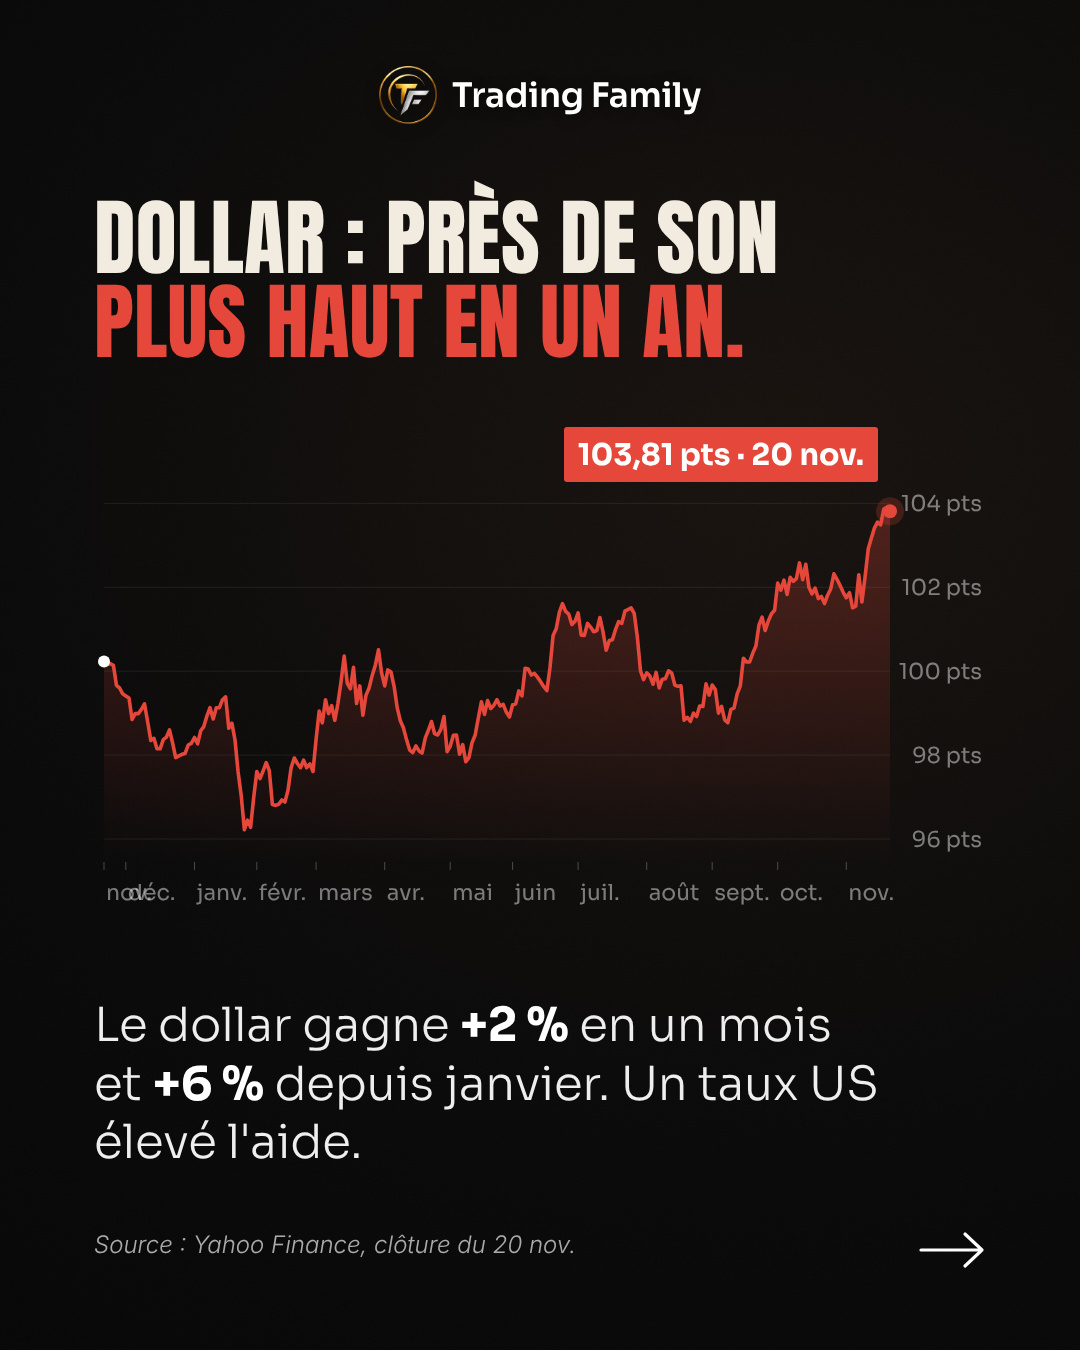 Trading Family
DOLLAR : PRÈS DE SON
PLUS HAUT EN UN AN.
103,81 pts · 20 nov.
104 pts
102 pts
100 pts
98 pts
96 pts
nov. déc. janv. févr. mars avr. mai juin juil. août sept. oct. nov.
Le dollar gagne +2 % en un mois
et +6 % depuis janvier. Un taux US
élevé l'aide.
Source : Yahoo Finance, clôture du 20 nov.